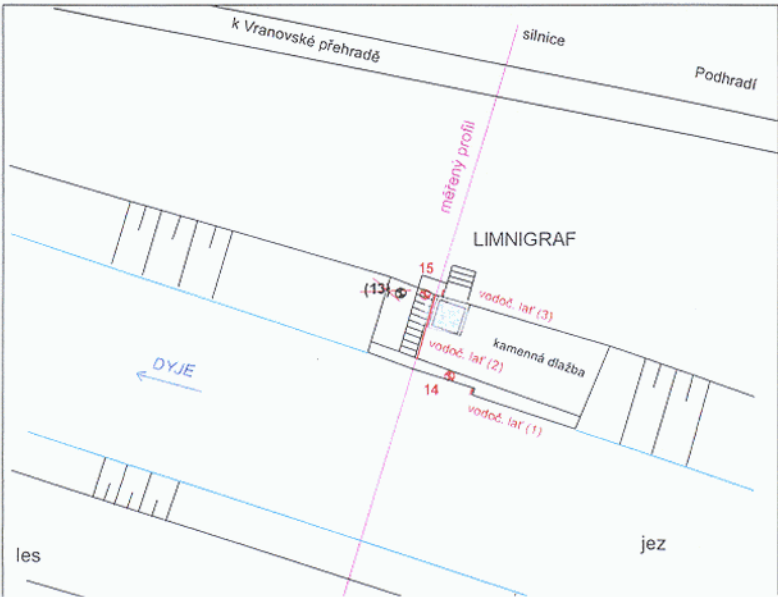 k Vranovské přehradě
silnice
Podhradí
měřený profil
LIMNIGRAF
15
(13)
vodoč. lať (3)
kamenná dlažba
vodoč. lať (2)
DYJE
14
vodoč. lať (1)
jez
les